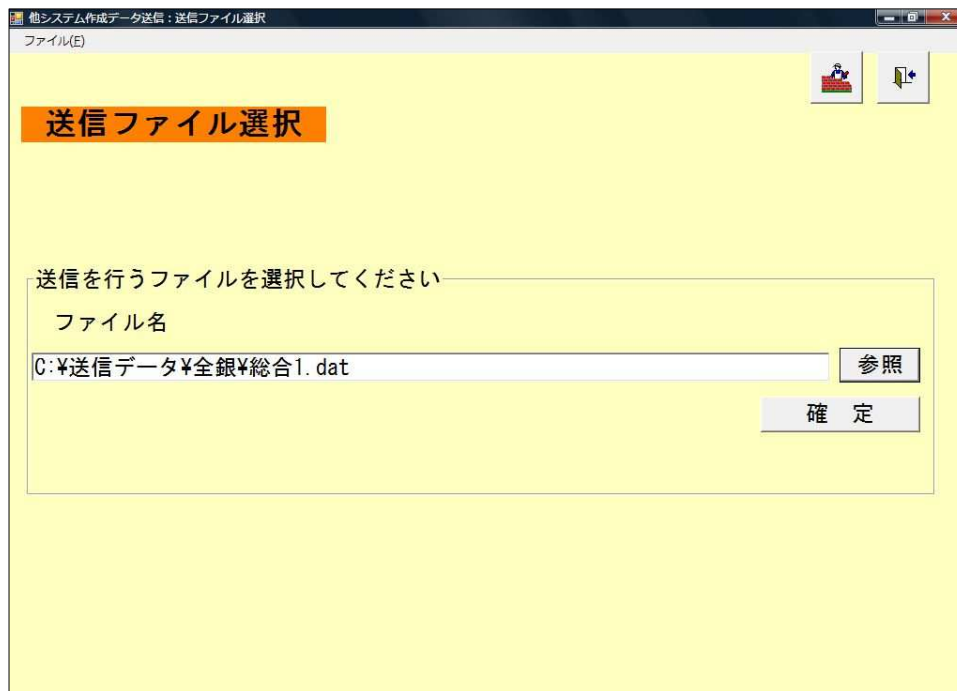 他システム作成データ送信：送信ファイル選択
ファイル(F)
送信ファイル選択
送信を行うファイルを選択してください
ファイル名
C:¥送信データ¥全銀¥総合1.dat
参照
確　定